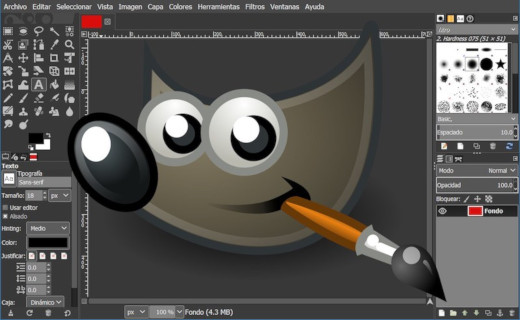 Archivo Editar Seleccionar Vista Imagen Capa Colores Herramientas Filtros Ventanas Ayuda
2. Hardness 075 (51 × 51)
Basic,
Espaciado 10.0
Modo Normal
Opacidad 100.0
Bloquear:
Fondo
Texto
Tipografía
Aa Sans-serif
Tamaño: 18 px
Usar editor
Alisado
Hinting: Medio
Color:
Justificar:
0.0
0.0
0.0
Caja: Dinámico
px 100 % Fondo (4.3 MB)